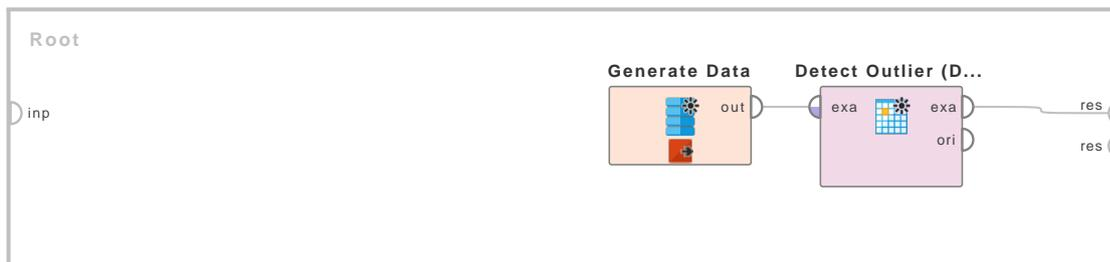 Root
Generate Data
Detect Outlier (D...
inp
out
exa
exa
res
ori
res